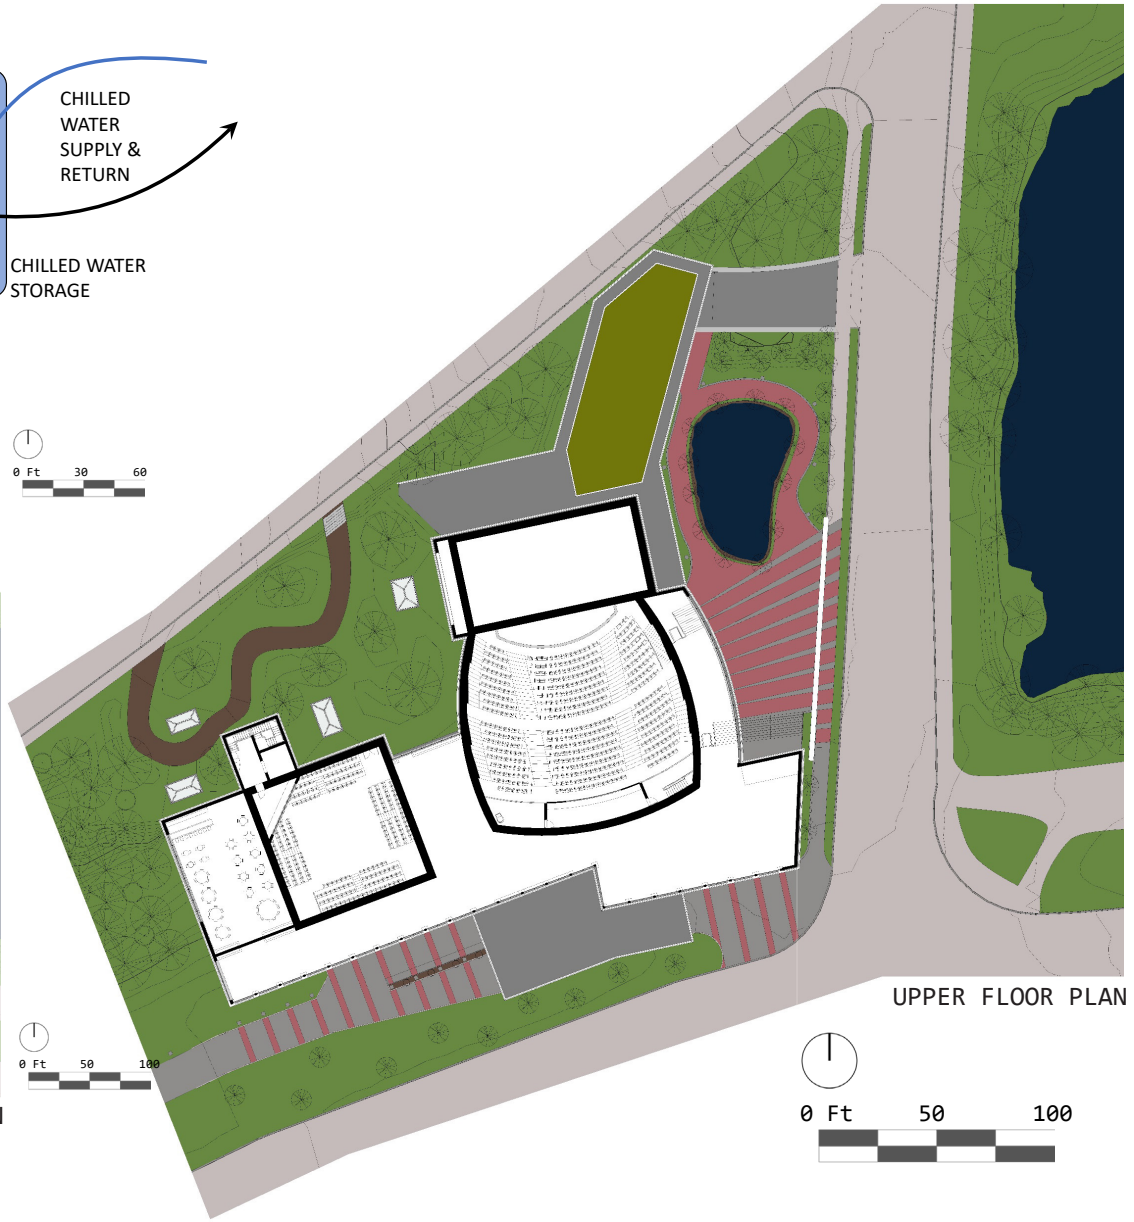 CHILLED
WATER
SUPPLY &
RETURN
CHILLED WATER
STORAGE
0 Ft 30 60
0 Ft 50 100
UPPER FLOOR PLAN
0 Ft 50 100